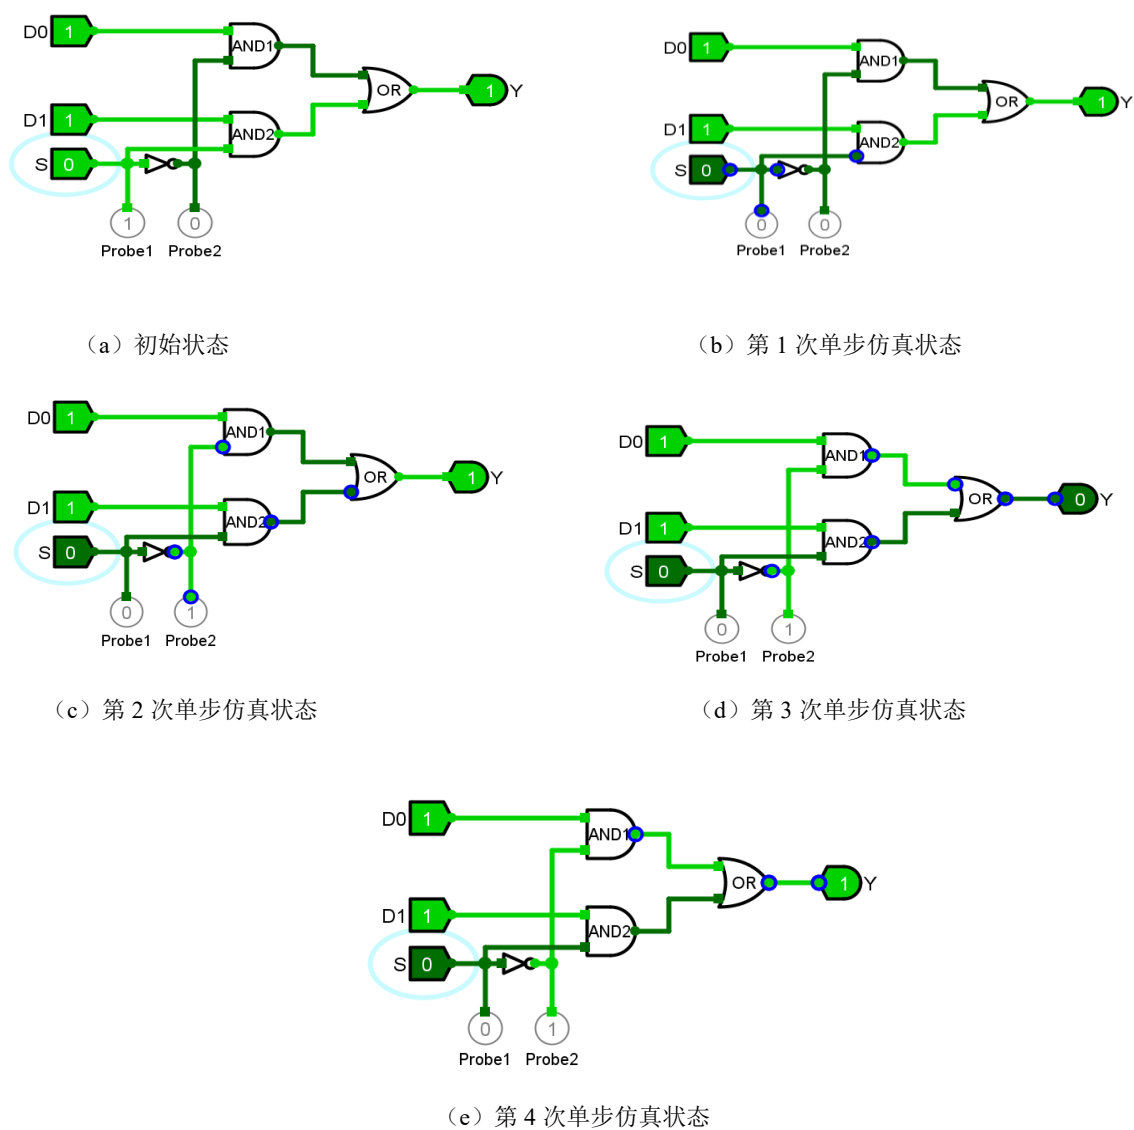 D0 1 AND1
OR 1 Y
D1 1 AND2
S 0
1 0
Probe1 Probe2
（a）初始状态
D0 1 AND1
OR 1 Y
D1 1 AND2
S 0
0 0
Probe1 Probe2
（b）第 1 次单步仿真状态
D0 1 AND1
OR 1 Y
D1 1 AND2
S 0
0 1
Probe1 Probe2
（c）第 2 次单步仿真状态
D0 1 AND1
OR 0 Y
D1 1 AND2
S 0
0 1
Probe1 Probe2
（d）第 3 次单步仿真状态
D0 1 AND1
OR 1 Y
D1 1 AND2
S 0
0 1
Probe1 Probe2
（e）第 4 次单步仿真状态